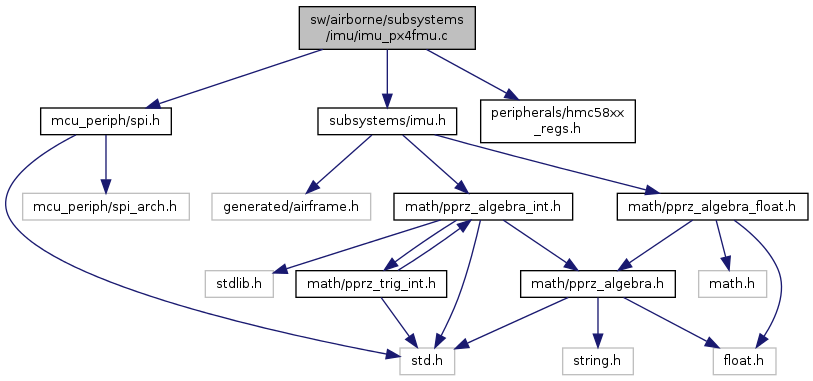 sw/airborne/subsystems
/imu/imu_px4fmu.c
mcu_periph/spi.h
subsystems/imu.h
peripherals/hmc58xx
_regs.h
mcu_periph/spi_arch.h
generated/airframe.h
math/pprz_algebra_int.h
math/pprz_algebra_float.h
stdlib.h
math/pprz_trig_int.h
math/pprz_algebra.h
math.h
std.h
string.h
float.h